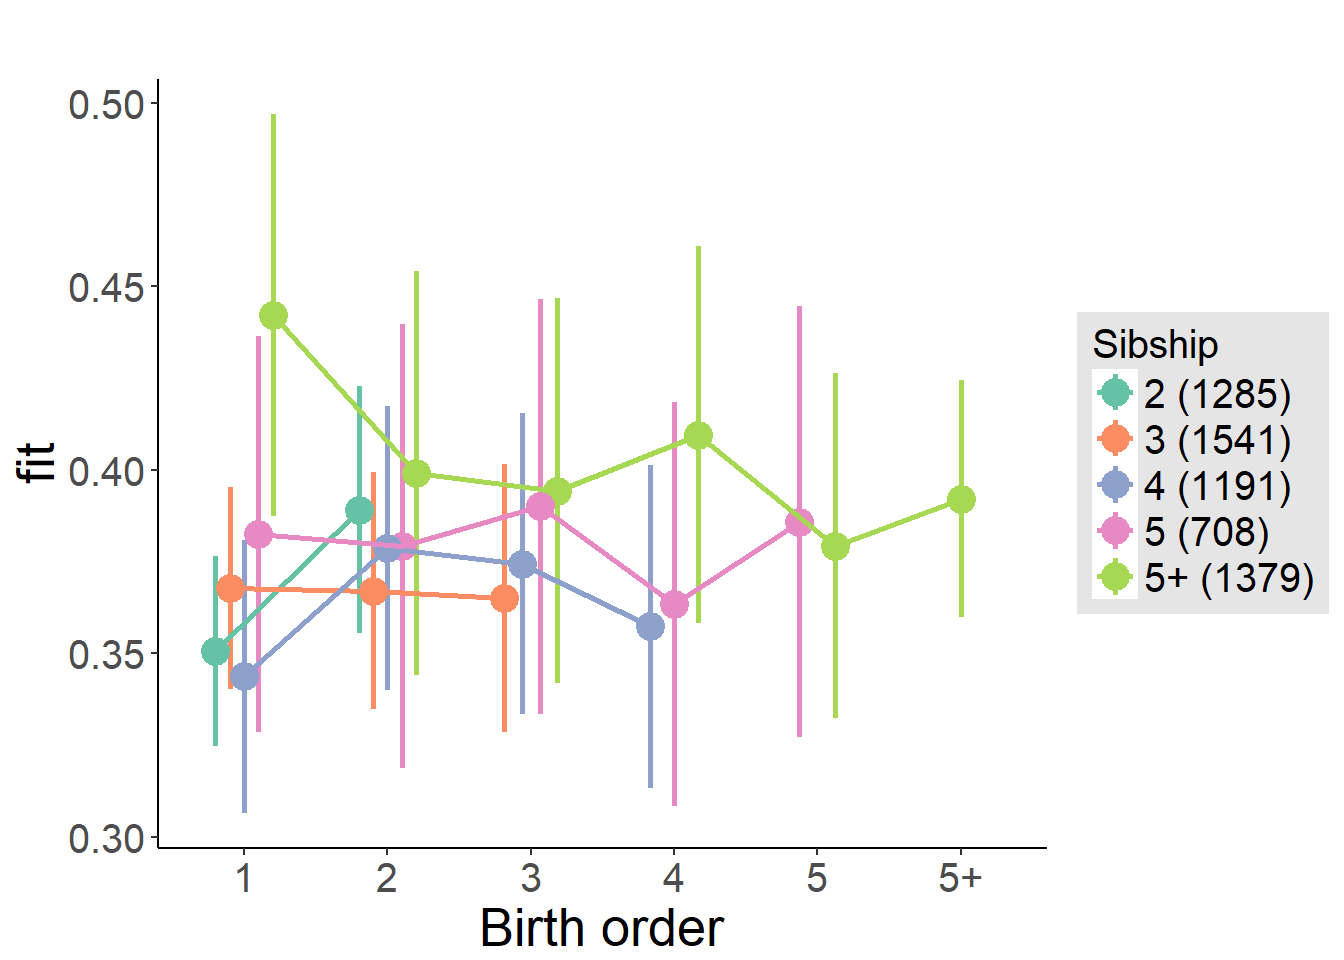 0.50
0.45
0.40
0.35
0.30
fit
1 2 3 4 5 5+
Birth order
Sibship
2 (1285)
3 (1541)
4 (1191)
5 (708)
5+ (1379)